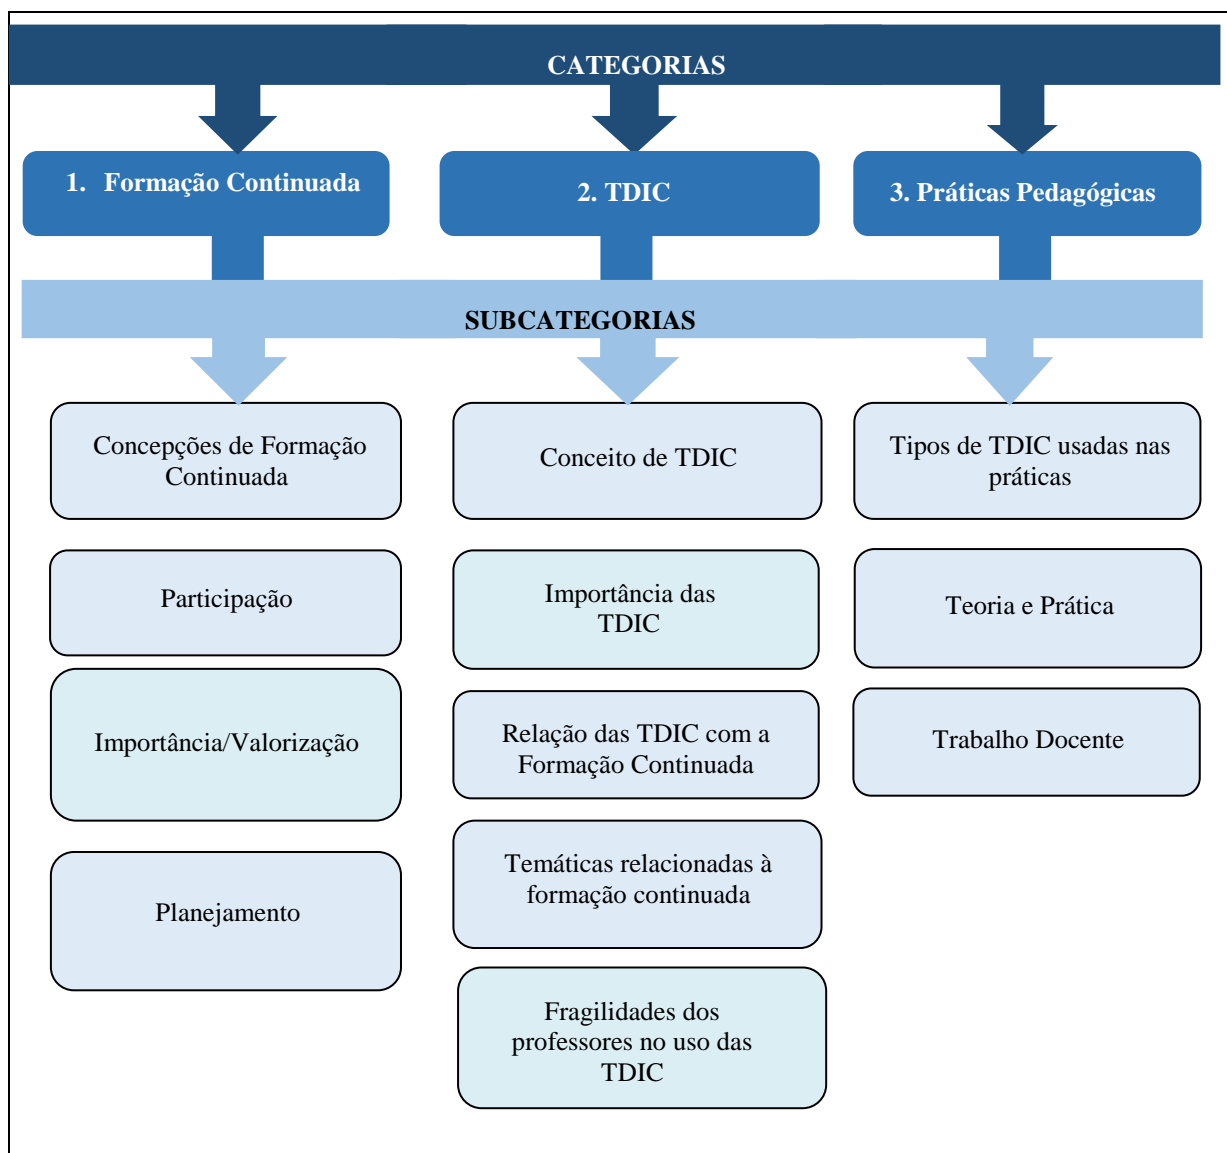 CATEGORIAS
1. Formação Continuada
2. TDIC
3. Práticas Pedagógicas
SUBCATEGORIAS
Concepções de Formação
Continuada
Participação
Importância/Valorização
Planejamento
Conceito de TDIC
Importância das
TDIC
Relação das TDIC com a
Formação Continuada
Temáticas relacionadas à
formação continuada
Fragilidades dos
professores no uso das
TDIC
Tipos de TDIC usadas nas
práticas
Teoria e Prática
Trabalho Docente